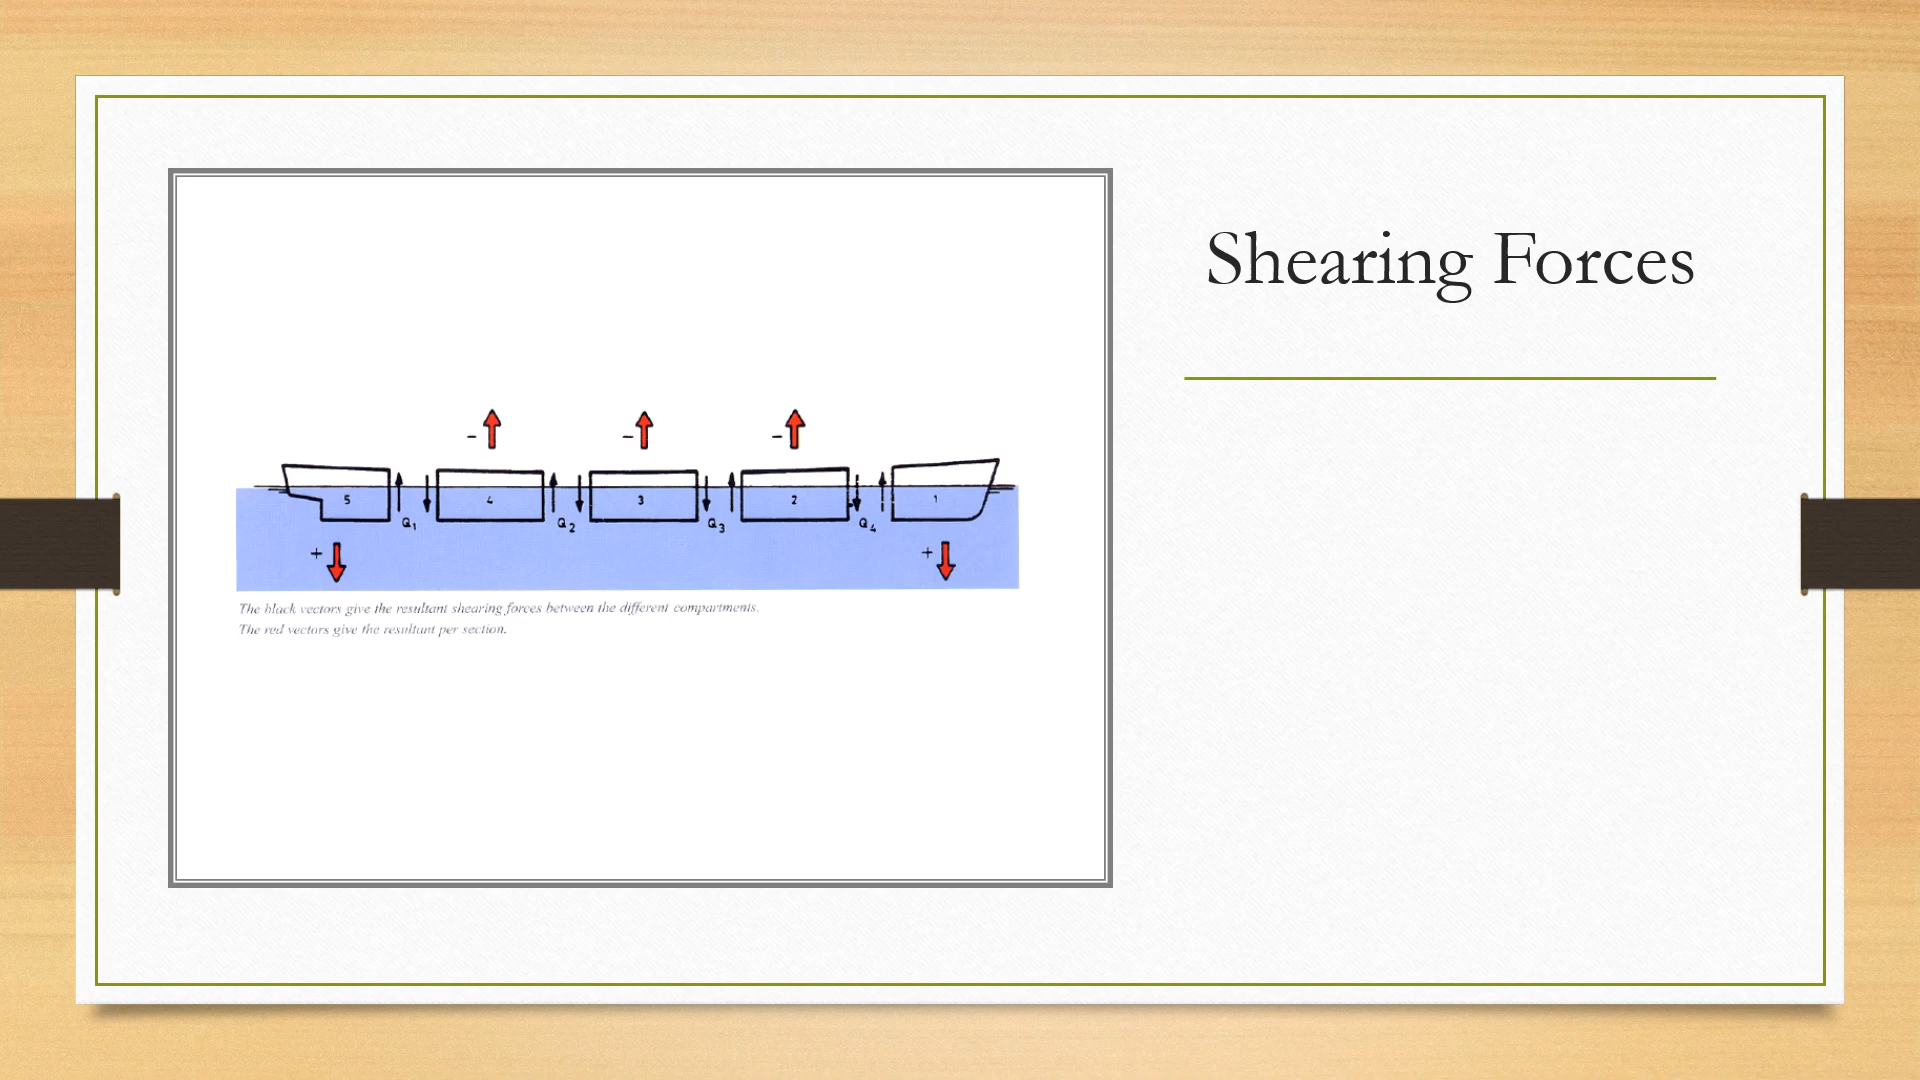 Shearing Forces
- - -
5 4 3 2 1
Q1 Q2 Q3 Q4
+ +
The black vectors give the resultant shearing forces between the different compartments.
The red vectors give the resultant per section.